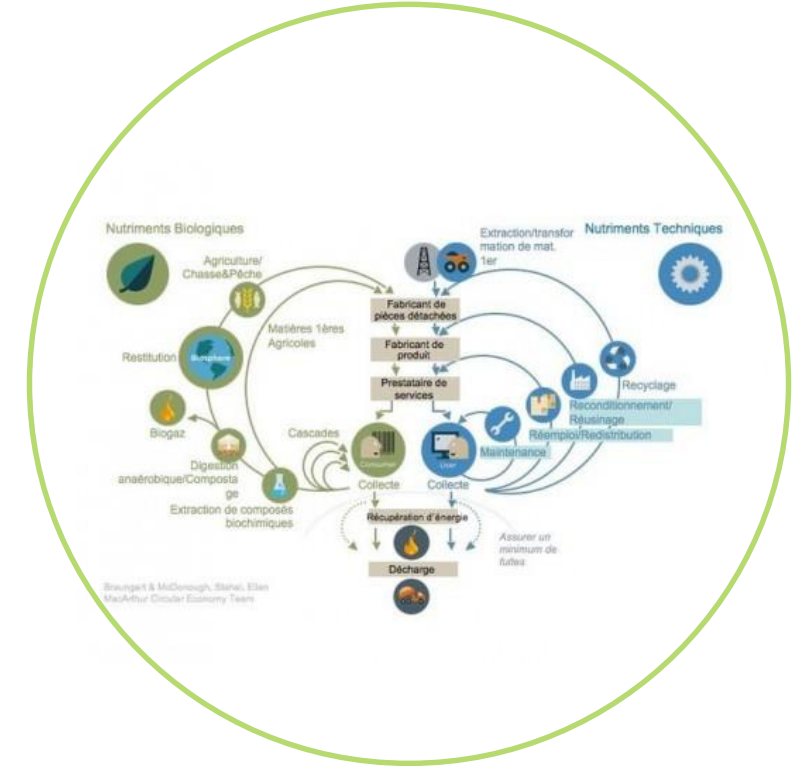 Nutriments Biologiques
Nutriments Techniques
Extraction/transfor
mation de mat.
1er
Agriculture/
Chasse&Pêche
Fabricant de
pièces détachées
Matières 1ères
Agricoles
Fabricant de
produit
Restitution
Biosphere
Prestataire de
services
Recyclage
Reconditionnement/
Réusinage
Biogaz
Cascades
Réemploi/Redistribution
Maintenance
Consumer
User
Digestion
anaérobique/Composta
ge
Collecte
Collecte
Extraction de composés
biochimiques
Récupération d'énergie
Assurer un
minimum de
fuites
Décharge
Braungart & McDonough, Stahel, Ellen
MacArthur Circular Economy Team